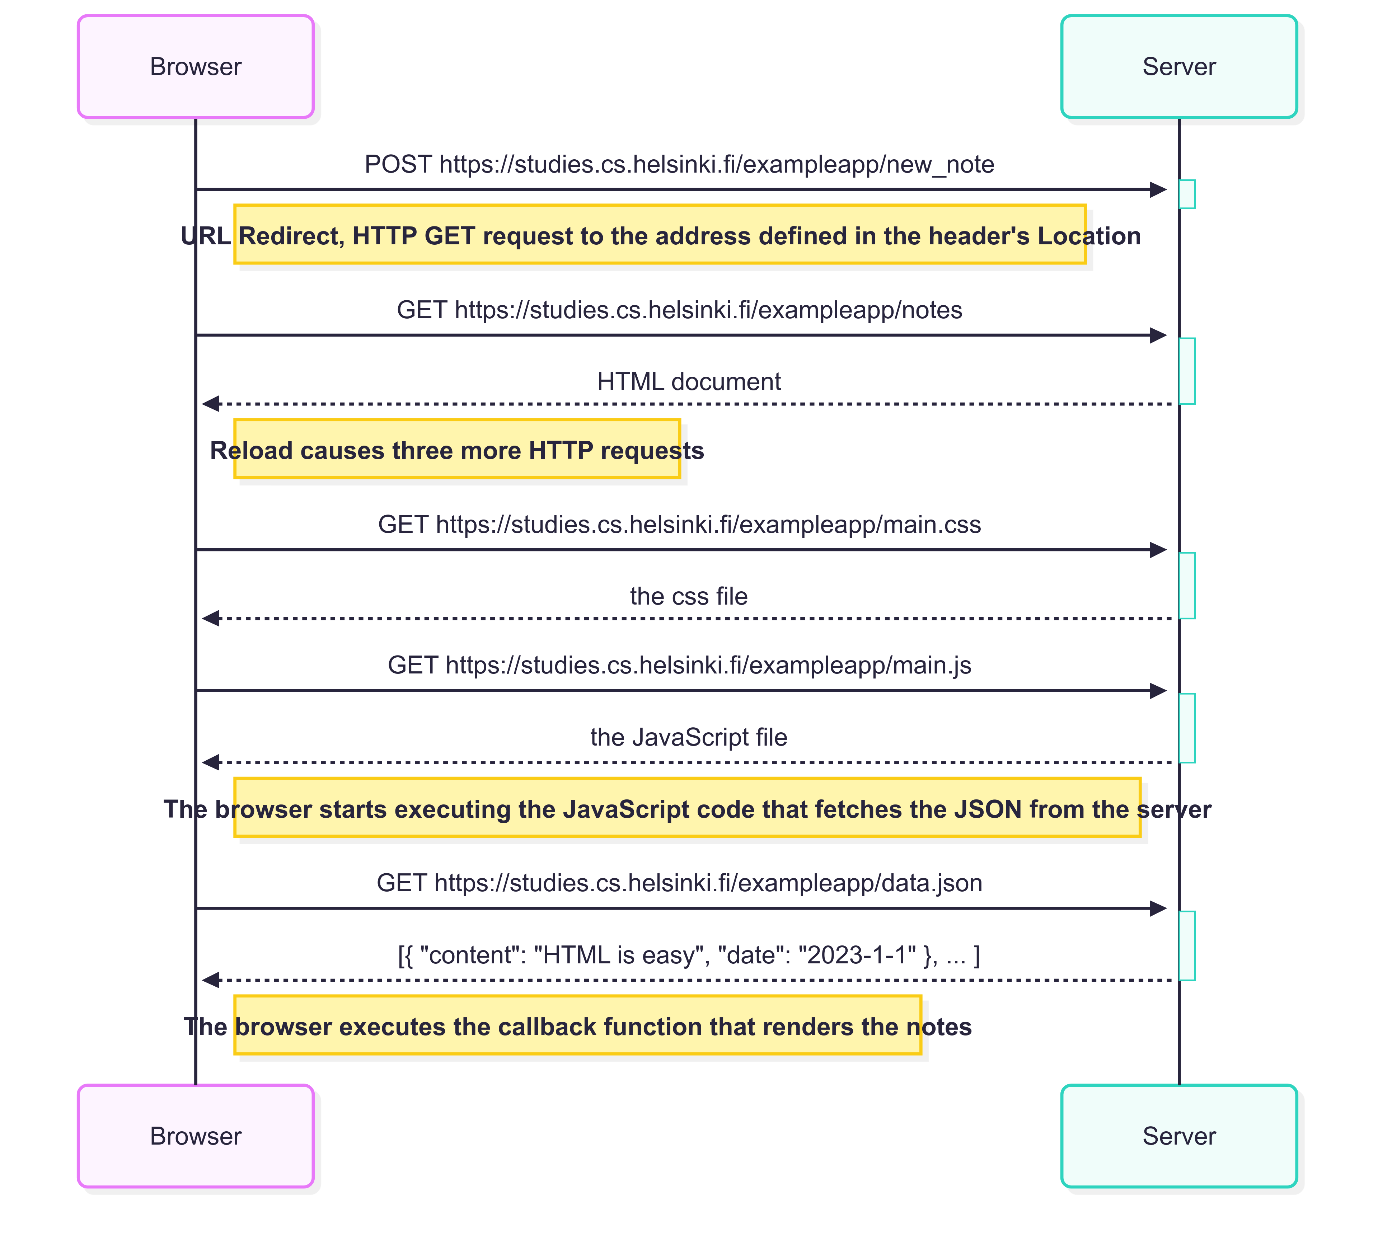 Browser
Server
POST https://studies.cs.helsinki.fi/exampleapp/new_note
URL Redirect, HTTP GET request to the address defined in the header's Location
GET https://studies.cs.helsinki.fi/exampleapp/notes
HTML document
Reload causes three more HTTP requests
GET https://studies.cs.helsinki.fi/exampleapp/main.css
the css file
GET https://studies.cs.helsinki.fi/exampleapp/main.js
the JavaScript file
The browser starts executing the JavaScript code that fetches the JSON from the server
GET https://studies.cs.helsinki.fi/exampleapp/data.json
[{ "content": "HTML is easy", "date": "2023-1-1" }, ... ]
The browser executes the callback function that renders the notes
Browser
Server